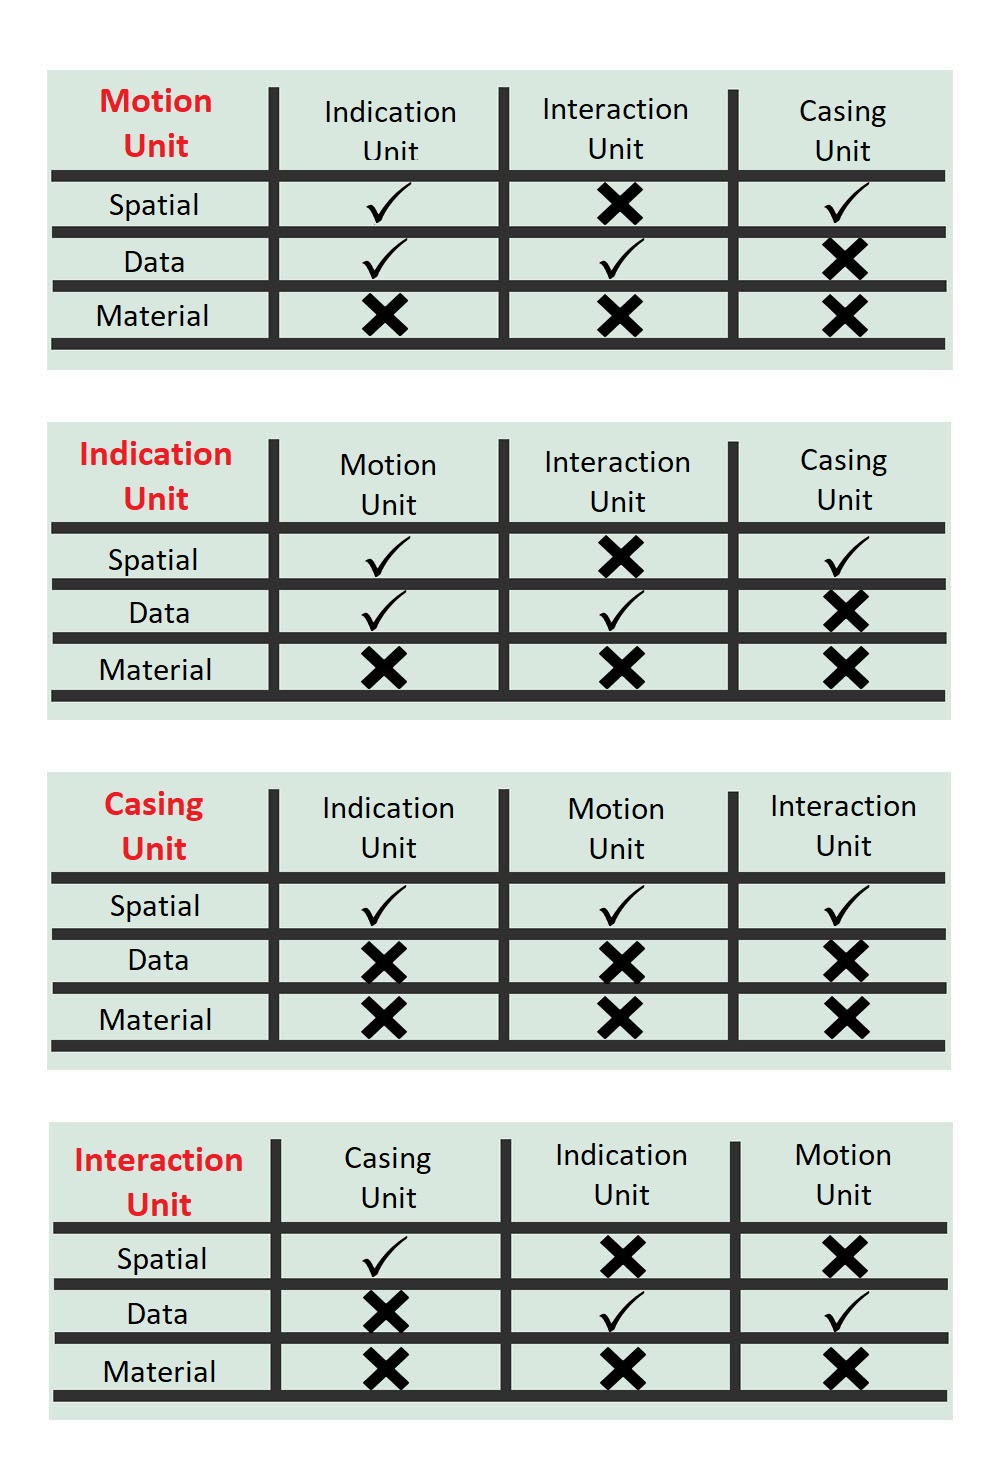 Motion Unit Indication Unit Interaction Unit Casing Unit
Spatial ✓ ✗ ✓
Data ✓ ✓ ✗
Material ✗ ✗ ✗
Indication Unit Motion Unit Interaction Unit Casing Unit
Spatial ✓ ✗ ✓
Data ✓ ✓ ✗
Material ✗ ✗ ✗
Casing Unit Indication Unit Motion Unit Interaction Unit
Spatial ✓ ✓ ✓
Data ✗ ✗ ✗
Material ✗ ✗ ✗
Interaction Unit Casing Unit Indication Unit Motion Unit
Spatial ✓ ✗ ✗
Data ✗ ✓ ✓
Material ✗ ✗ ✗